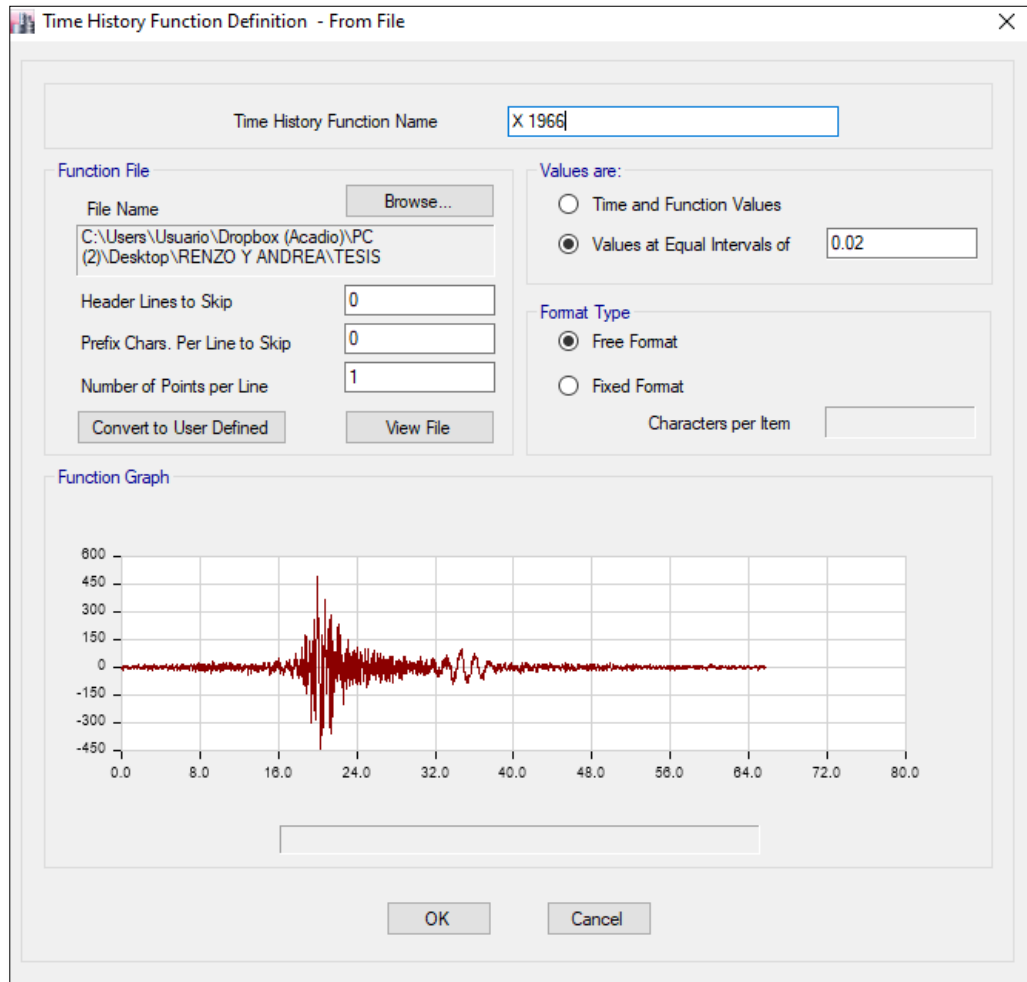 Time History Function Definition - From File
Time History Function Name
X 1966
Function File
File Name
Browse...
C:\Users\Usuario\Dropbox (Acadio)\PC
(2)\Desktop\RENZO Y ANDREA\TESIS
Header Lines to Skip
0
Prefix Chars. Per Line to Skip
0
Number of Points per Line
1
Convert to User Defined
View File
Values are:
Time and Function Values
Values at Equal Intervals of
0.02
Format Type
Free Format
Fixed Format
Characters per Item
Function Graph
600
450
300
150
0
-150
-300
-450
0.0 8.0 16.0 24.0 32.0 40.0 48.0 56.0 64.0 72.0 80.0
OK
Cancel